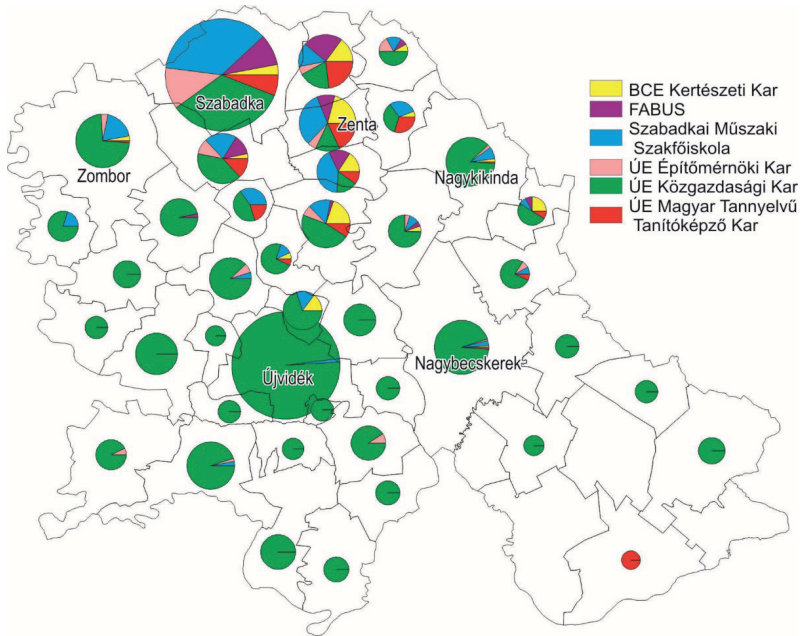 Szabadka
Zenta
Zombor
Nagykikinda
Újvidék
Nagybecskerek
BCE Kertészeti Kar
FABUS
Szabadkai Műszaki
Szakfőiskola
ÚE Építőmérnöki Kar
ÚE Közgazdasági Kar
ÚE Magyar Tannyelvű
Tanítóképző Kar